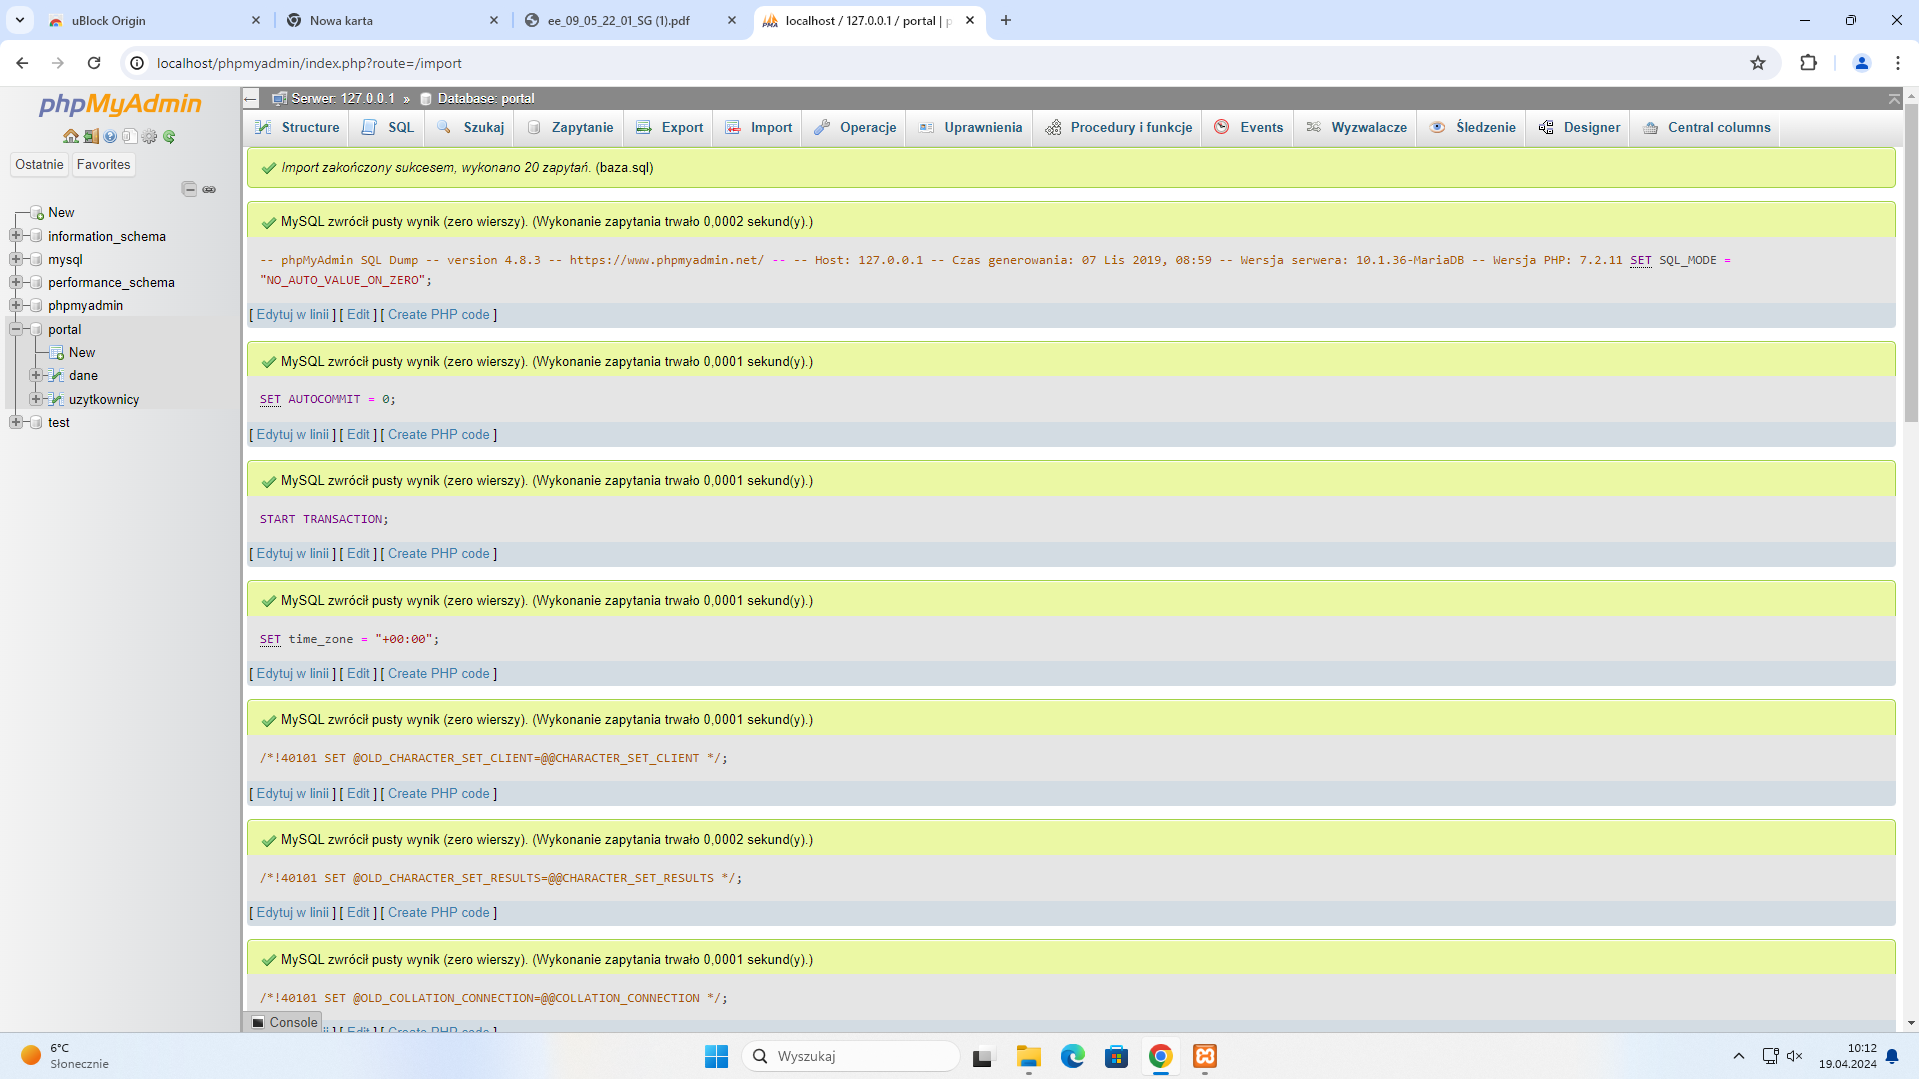 uBlock Origin
Nowa karta
ee_09_05_22_01_SG (1).pdf
localhost / 127.0.0.1 / portal | p
localhost/phpmyadmin/index.php?route=/import
phpMyAdmin
Ostatnie
Favorites
New
information_schema
mysql
performance_schema
phpmyadmin
portal
New
dane
uzytkownicy
test
Serwer: 127.0.0.1 » Database: portal
Structure
SQL
Szukaj
Zapytanie
Export
Import
Operacje
Uprawnienia
Procedury i funkcje
Events
Wyzwalacze
Śledzenie
Designer
Central columns
Import zakończony sukcesem, wykonano 20 zapytań. (baza.sql)
MySQL zwrócił pusty wynik (zero wierszy). (Wykonanie zapytania trwało 0,0002 sekund(y).)
-- phpMyAdmin SQL Dump -- version 4.8.3 -- https://www.phpmyadmin.net/ -- -- Host: 127.0.0.1 -- Czas generowania: 07 Lis 2019, 08:59 -- Wersja serwera: 10.1.36-MariaDB -- Wersja PHP: 7.2.11 SET SQL_MODE =
"NO_AUTO_VALUE_ON_ZERO";
[ Edytuj w linii ] [ Edit ] [ Create PHP code ]
MySQL zwrócił pusty wynik (zero wierszy). (Wykonanie zapytania trwało 0,0001 sekund(y).)
SET AUTOCOMMIT = 0;
[ Edytuj w linii ] [ Edit ] [ Create PHP code ]
MySQL zwrócił pusty wynik (zero wierszy). (Wykonanie zapytania trwało 0,0001 sekund(y).)
START TRANSACTION;
[ Edytuj w linii ] [ Edit ] [ Create PHP code ]
MySQL zwrócił pusty wynik (zero wierszy). (Wykonanie zapytania trwało 0,0001 sekund(y).)
SET time_zone = "+00:00";
[ Edytuj w linii ] [ Edit ] [ Create PHP code ]
MySQL zwrócił pusty wynik (zero wierszy). (Wykonanie zapytania trwało 0,0001 sekund(y).)
/*!40101 SET @OLD_CHARACTER_SET_CLIENT=@@CHARACTER_SET_CLIENT */;
[ Edytuj w linii ] [ Edit ] [ Create PHP code ]
MySQL zwrócił pusty wynik (zero wierszy). (Wykonanie zapytania trwało 0,0002 sekund(y).)
/*!40101 SET @OLD_CHARACTER_SET_RESULTS=@@CHARACTER_SET_RESULTS */;
[ Edytuj w linii ] [ Edit ] [ Create PHP code ]
MySQL zwrócił pusty wynik (zero wierszy). (Wykonanie zapytania trwało 0,0001 sekund(y).)
/*!40101 SET @OLD_COLLATION_CONNECTION=@@COLLATION_CONNECTION */;
Console
ii ] [ Edit ] [ Create PHP code ]
6°C
Słonecznie
Wyszukaj
10:12
19.04.2024